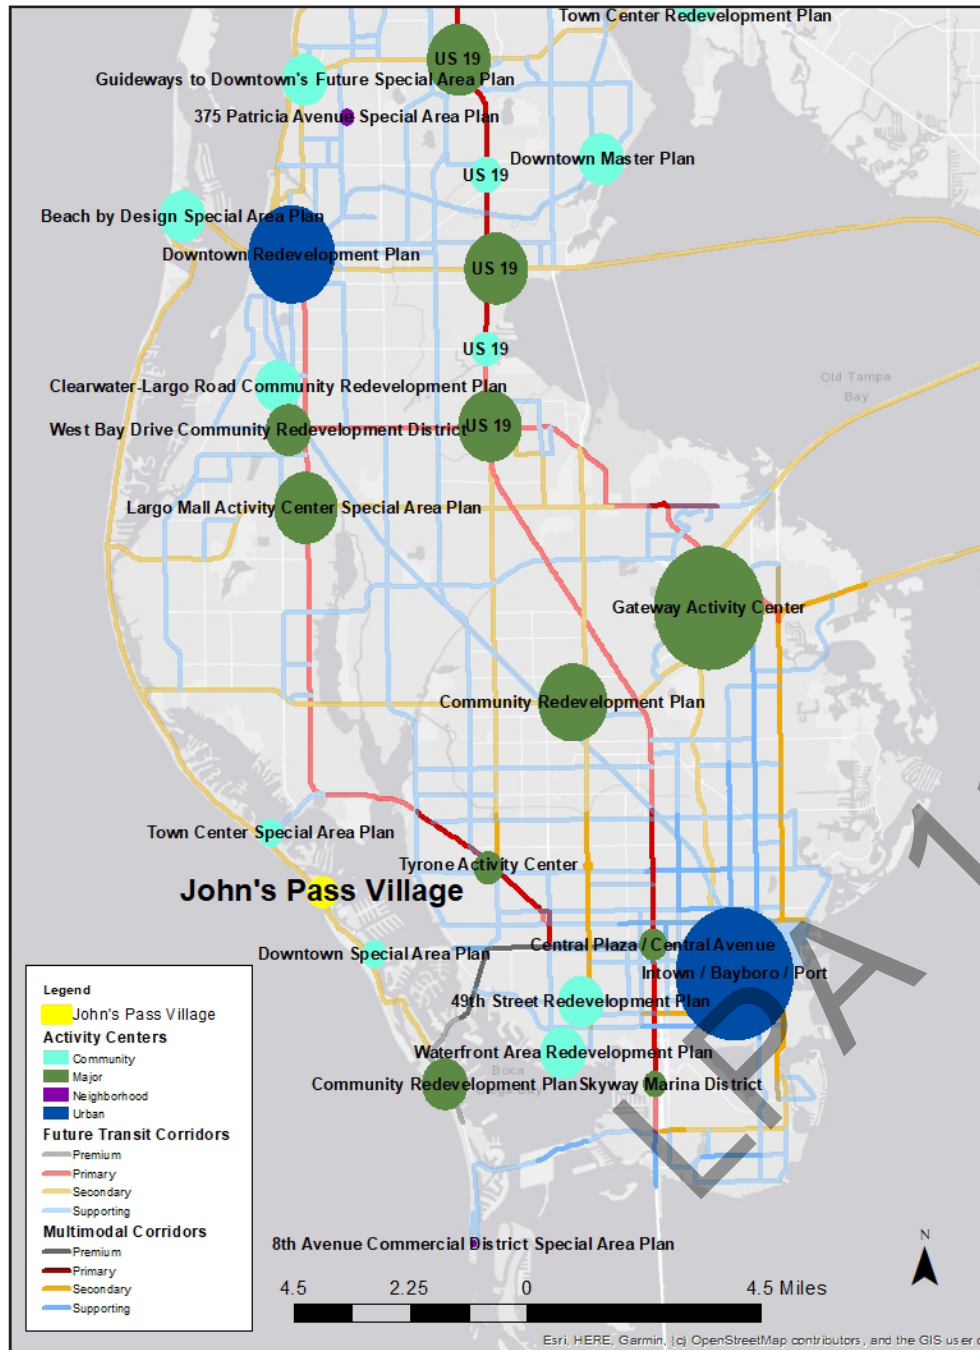 Town Center Redevelopment Plan
US 19
Guideways to Downtown's Future Special Area Plan
375 Patricia Avenue Special Area Plan
Downtown Master Plan
US 19
Beach by Design Special Area Plan
Downtown Redevelopment Plan
US 19
US 19
Old Tampa
Bay
Clearwater-Largo Road Community Redevelopment Plan
West Bay Drive Community Redevelopment District
US 19
Largo Mall Activity Center Special Area Plan
Gateway Activity Center
Community Redevelopment Plan
Town Center Special Area Plan
Tyrone Activity Center
John's Pass Village
Downtown Special Area Plan
Central Plaza / Central Avenue
Intown / Bayboro / Port
49th Street Redevelopment Plan
Waterfront Area Redevelopment Plan
Boca
Community Redevelopment Plan
Skyway Marina District
8th Avenue Commercial District Special Area Plan
LPA 1
Legend
John's Pass Village
Activity Centers
Community
Major
Neighborhood
Urban
Future Transit Corridors
Premium
Primary
Secondary
Supporting
Multimodal Corridors
Premium
Primary
Secondary
Supporting
N
4.5 2.25 0 4.5 Miles
Esri, HERE, Garmin, (c) OpenStreetMap contributors, and the GIS user c